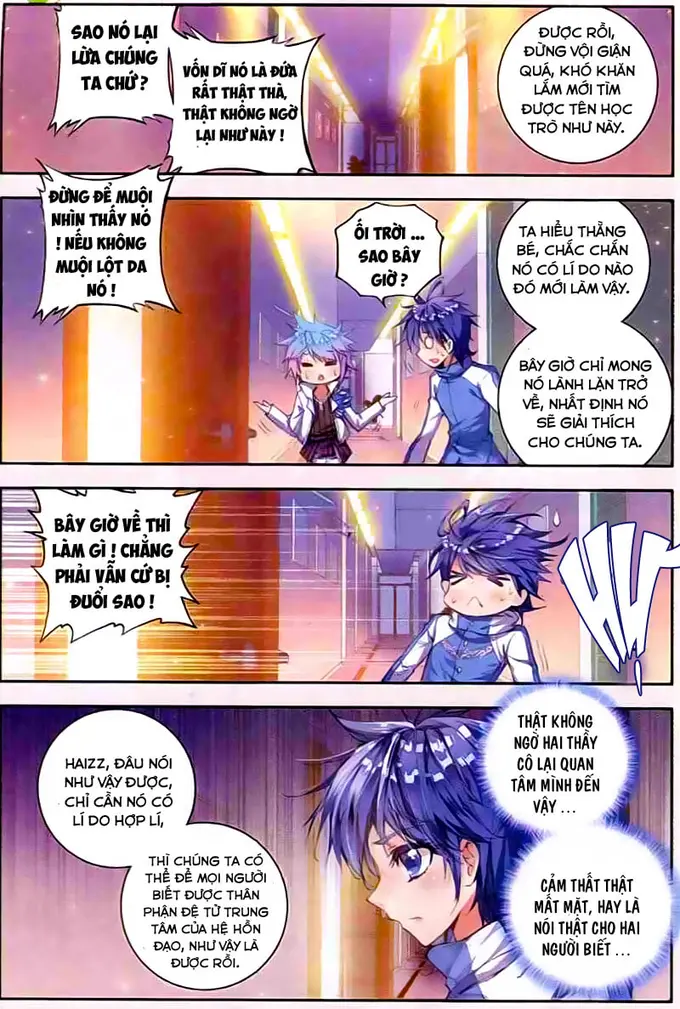 SAO NÓ LẠI
LỪA CHÚNG
TA CHỨ ?
VỐN DĨ NÓ LÀ ĐỨA
RẤT THẬT THÀ,
THẬT KHÔNG NGỜ
LẠI NHƯ NÀY !
ĐƯỢC RỒI,
ĐỪNG VỘI GIẬN
QUÁ, KHÓ KHĂN
LẮM MỚI TÌM
ĐƯỢC TÊN HỌC
TRÒ NHƯ NÀY.
ĐỪNG ĐỂ MUỘI
NHÌN THẤY NÓ
! NẾU KHÔNG
MUỘI LỘT DA
NÓ !
ỐI TRỜI ...
SAO BÂY
GIỜ ?
TA HIỂU THẰNG
BÉ, CHẮC CHẮN
NÓ CÓ LÍ DO NÀO
ĐÓ MỚI LÀM VẬY.
BÂY GIỜ CHỈ MONG
NÓ LÀNH LẶN TRỞ
VỀ, NHẤT ĐỊNH NÓ
SẼ GIẢI THÍCH
CHO CHÚNG TA.
BÂY GIỜ VỀ THÌ
LÀM GÌ ! CHẲNG
PHẢI VẪN CỨ BỊ
ĐUỔI SAO !
HAIZZ, ĐÂU NÓI
NHƯ VẬY ĐƯỢC,
CHỈ CẦN NÓ CÓ
LÍ DO HỢP LÍ,
THÌ CHÚNG TA CÓ
THỂ ĐỂ MỌI NGƯỜI
BIẾT ĐƯỢC THÂN
PHẬN ĐỆ TỬ TRUNG
TÂM CỦA HỆ HỒN
ĐẠO, NHƯ VẬY LÀ
ĐƯỢC RỒI.
THẬT KHÔNG
NGỜ HAI THẦY
CÔ LẠI QUAN
TÂM MÌNH ĐẾN
VẬY ...
CẢM THẤT THẬT
MẤT MẶT, HAY LÀ
NÓI THẬT CHO HAI
NGƯỜI BIẾT ...